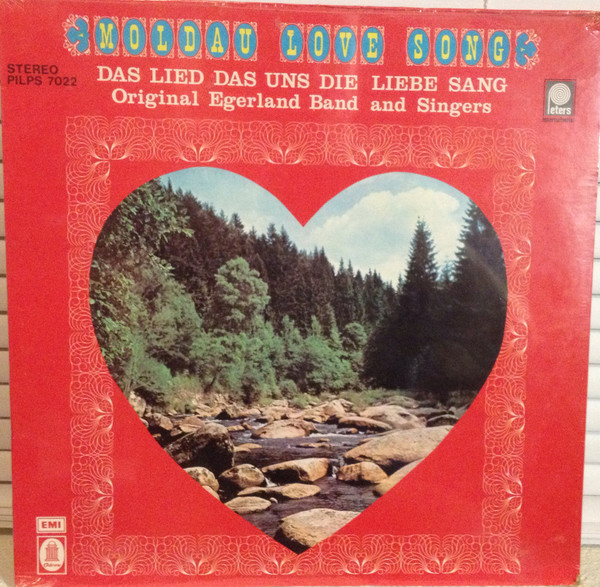 MOLDAU LOVE SONG
STEREO
PILPS 7022
DAS LIED DAS UNS DIE LIEBE SANG
Original Egerland Band and Singers
Peters
EMI